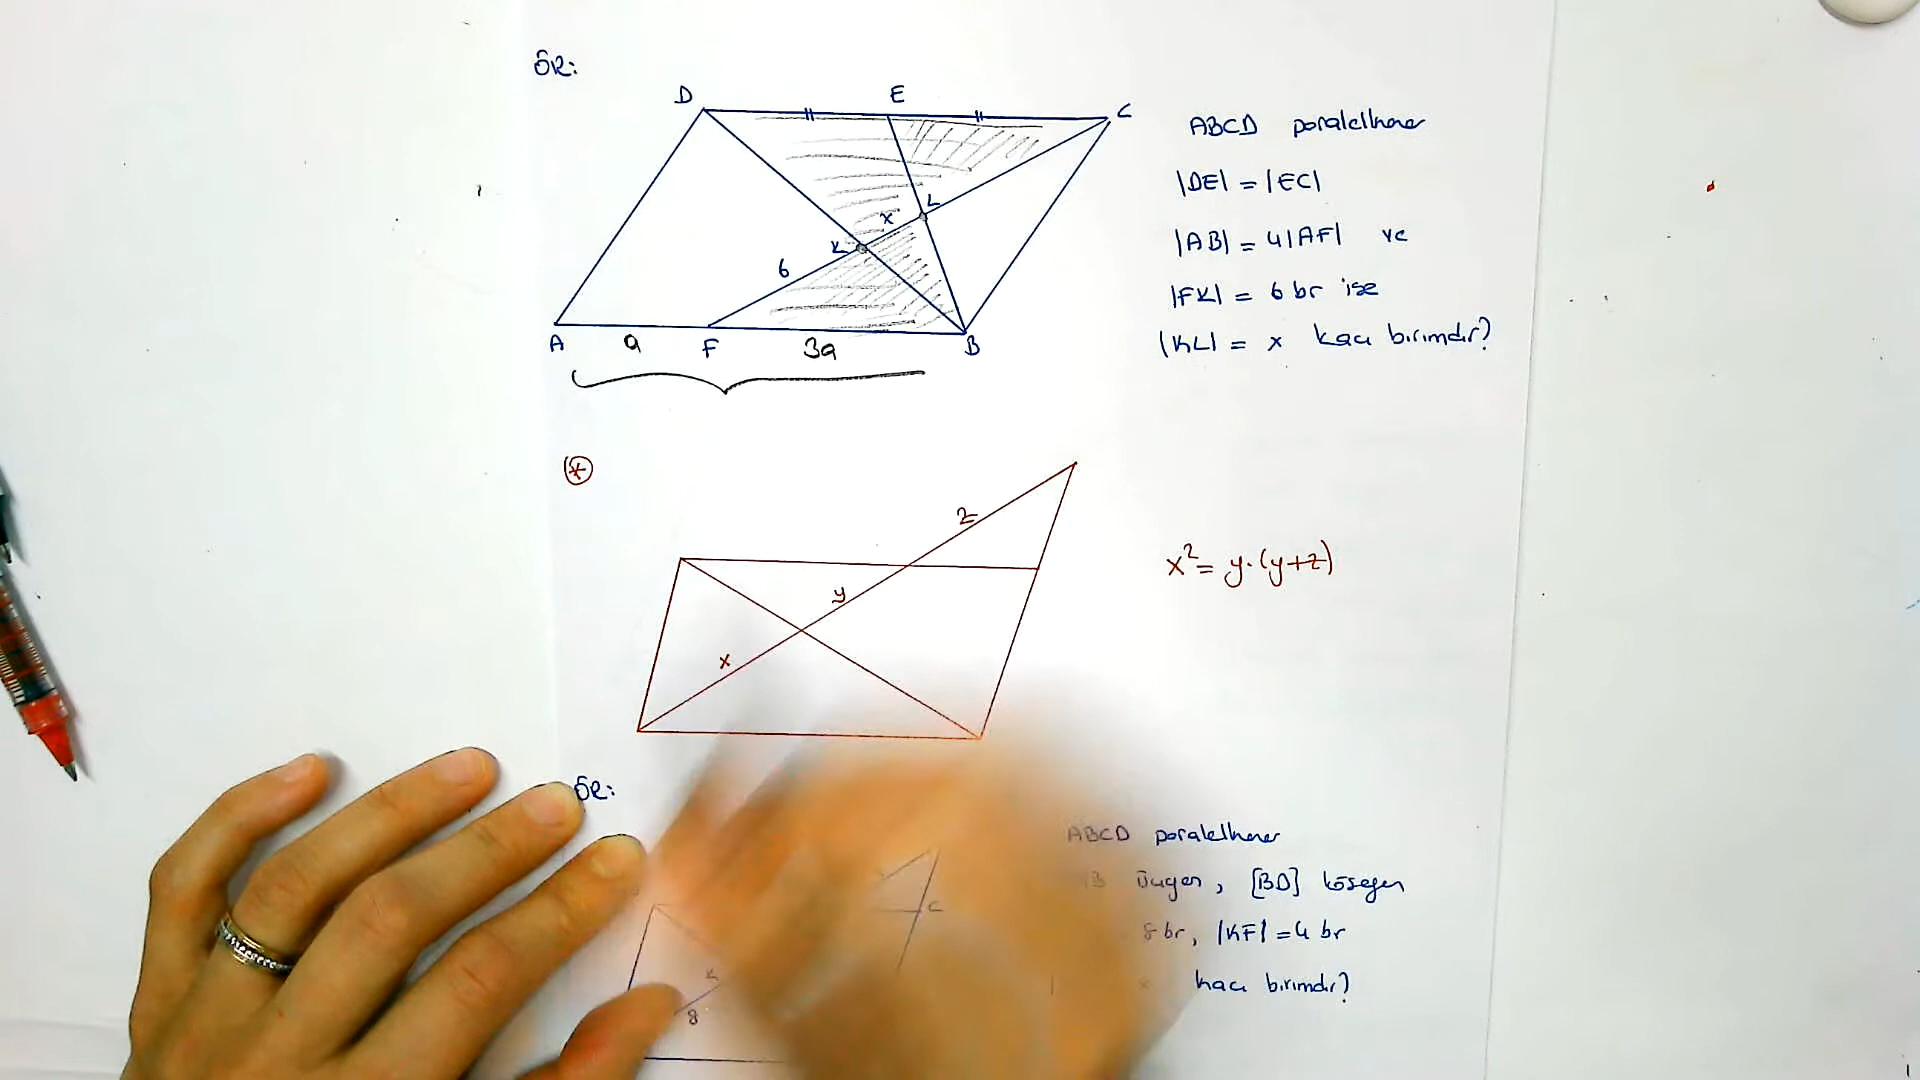 ÖR:
D E C
ABCD paralelkenar
|DE| = |EC|
|AB| = 4|AF| ve
|FK| = 6 br ise
|KL| = x kaç birimdir?
L
x
K
6
A a F 3a B
*
z
y
x
x² = y.(y+z)
ÖR:
ABCD paralelkenar
üçgen, [BD] köşegen
C
8 br, |KF| = 4 br
K
x kaç birimdir?
8